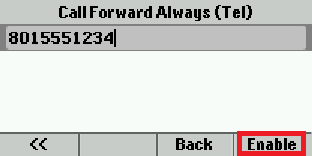 Call Forward Always (Tel)
8015551234
<< Back Enable